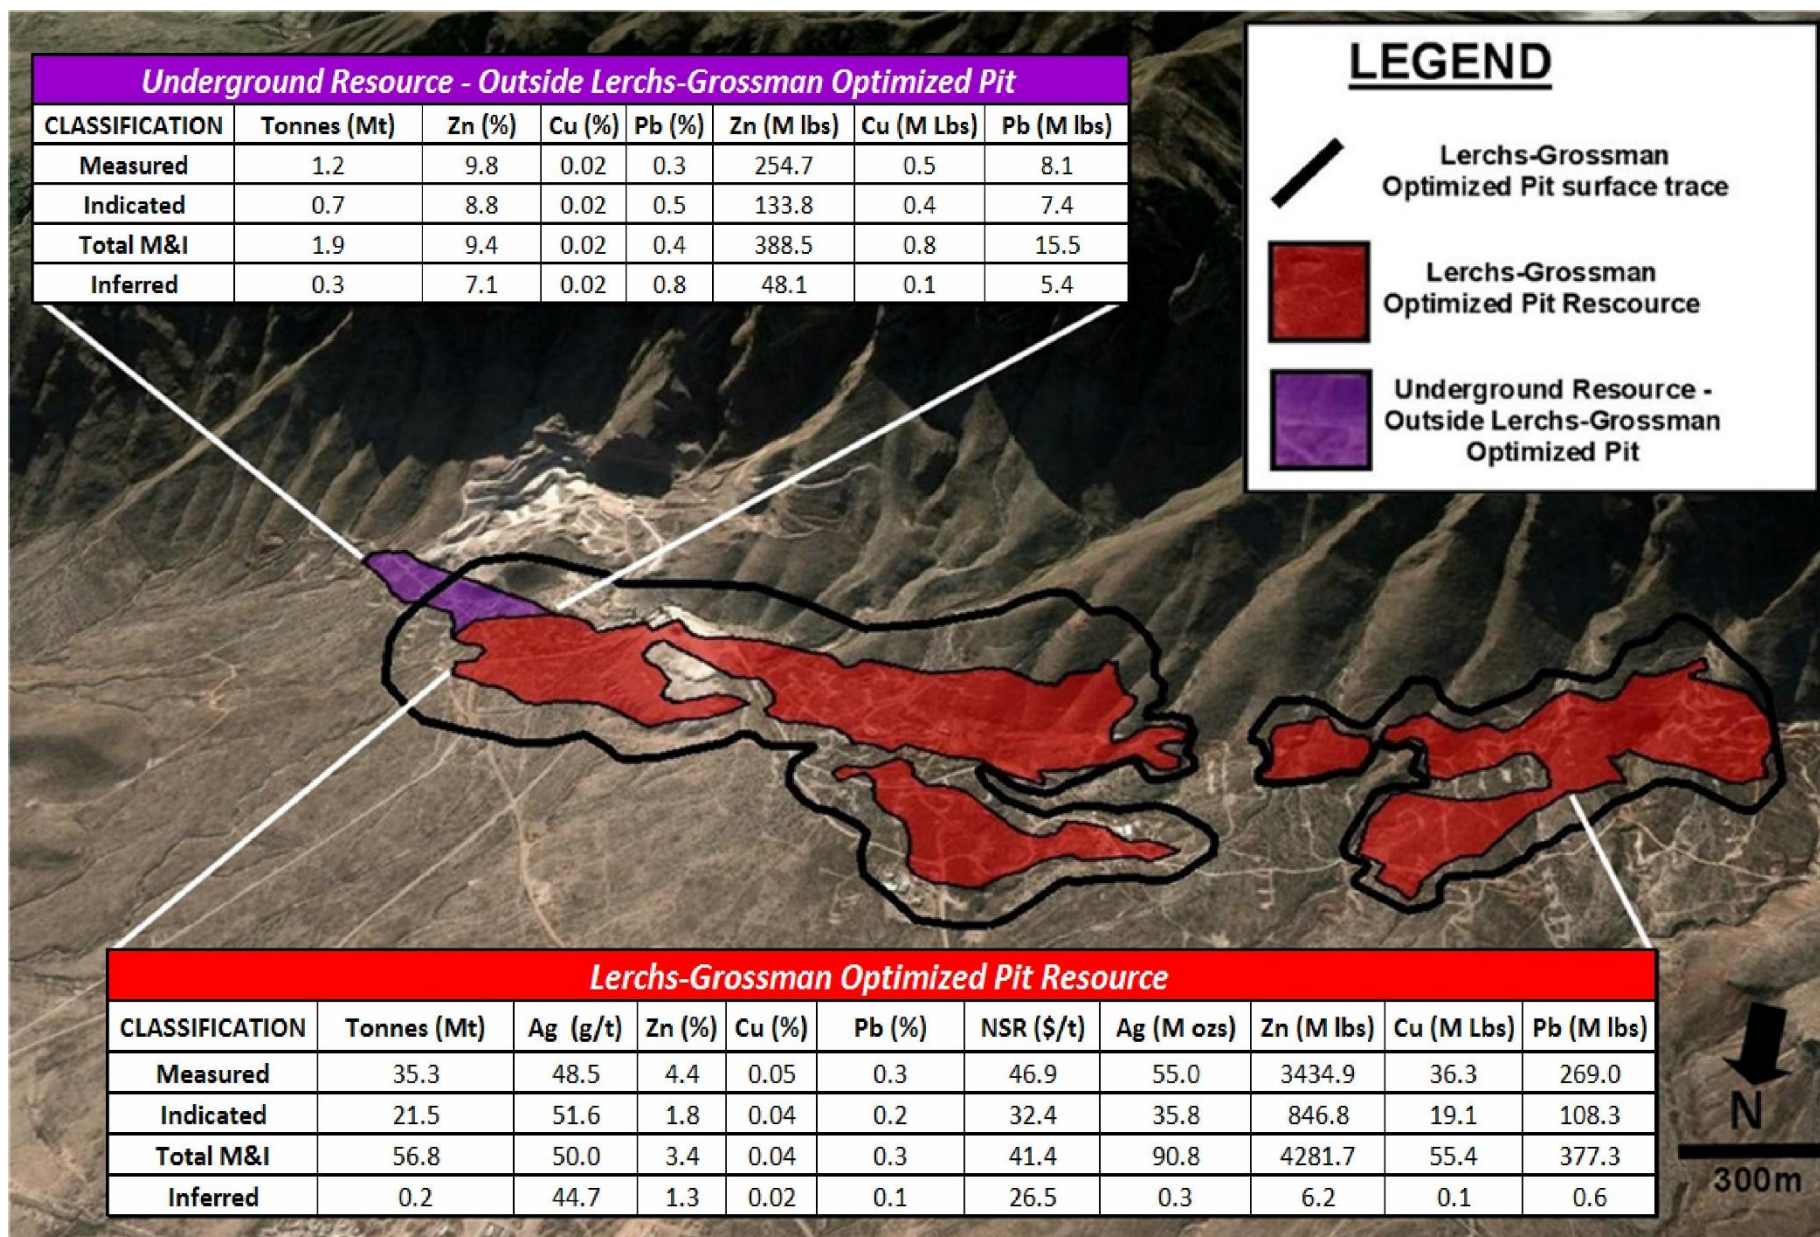 Underground Resource - Outside Lerchs-Grossman Optimized Pit
CLASSIFICATION Tonnes (Mt) Zn (%) Cu (%) Pb (%) Zn (M lbs) Cu (M Lbs) Pb (M lbs)
Measured 1.2 9.8 0.02 0.3 254.7 0.5 8.1
Indicated 0.7 8.8 0.02 0.5 133.8 0.4 7.4
Total M&I 1.9 9.4 0.02 0.4 388.5 0.8 15.5
Inferred 0.3 7.1 0.02 0.8 48.1 0.1 5.4
LEGEND
Lerchs-Grossman
Optimized Pit surface trace
Lerchs-Grossman
Optimized Pit Rescource
Underground Resource -
Outside Lerchs-Grossman
Optimized Pit
Lerchs-Grossman Optimized Pit Resource
CLASSIFICATION Tonnes (Mt) Ag (g/t) Zn (%) Cu (%) Pb (%) NSR ($/t) Ag (M ozs) Zn (M lbs) Cu (M Lbs) Pb (M lbs)
Measured 35.3 48.5 4.4 0.05 0.3 46.9 55.0 3434.9 36.3 269.0
Indicated 21.5 51.6 1.8 0.04 0.2 32.4 35.8 846.8 19.1 108.3
Total M&I 56.8 50.0 3.4 0.04 0.3 41.4 90.8 4281.7 55.4 377.3
Inferred 0.2 44.7 1.3 0.02 0.1 26.5 0.3 6.2 0.1 0.6
N
300m